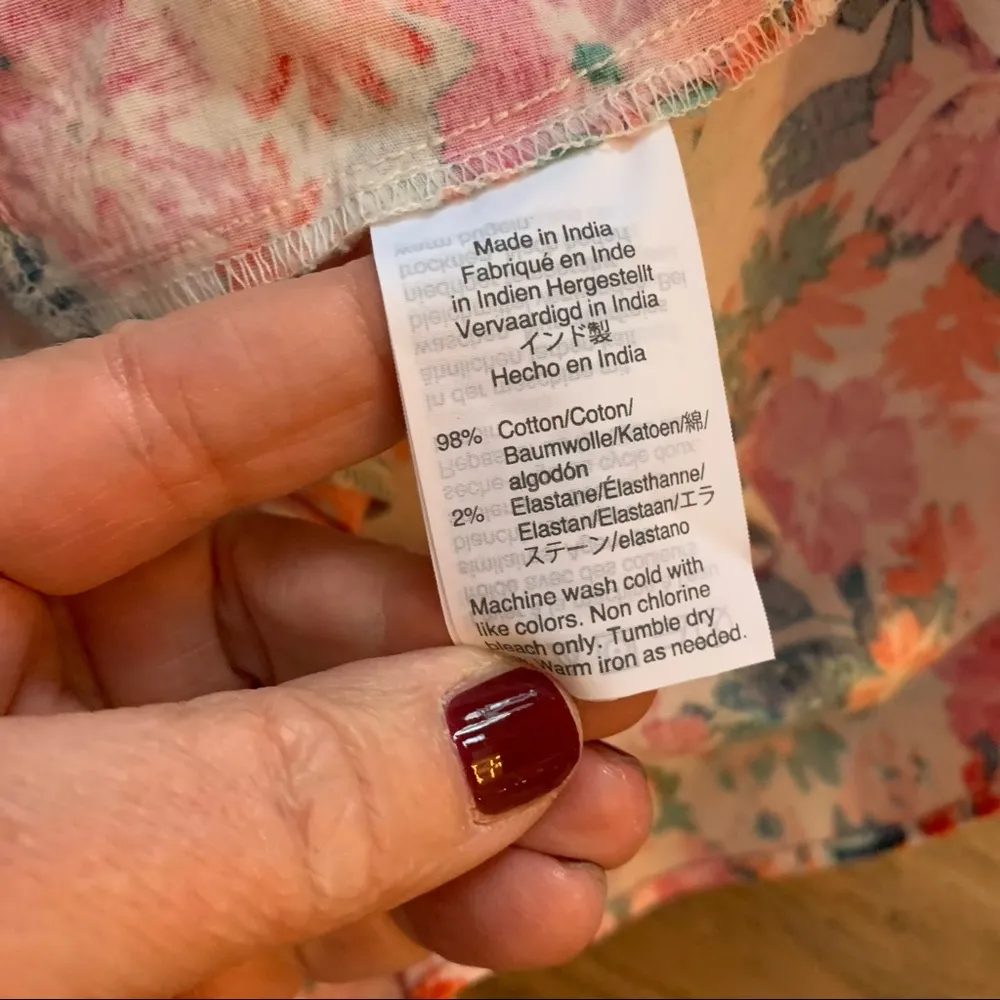 Made in India
Fabriqué en Inde
in Indien Hergestellt
Vervaardigd in India
インド製
Hecho en India
98% Cotton/Coton/
Baumwolle/Katoen/綿/
algodón
2% Elastane/Élasthanne/
Elastan/Elastaan/エラ
ステーン/elastano
Machine wash cold with
like colors. Non chlorine
bleach only. Tumble dry
Warm iron as needed.